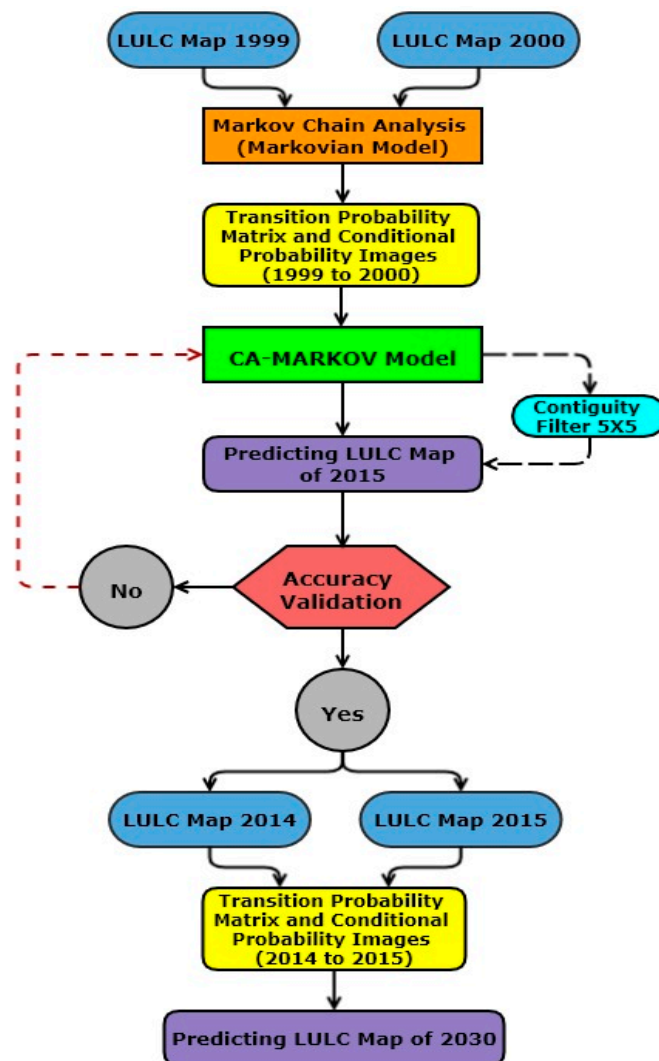 LULC Map 1999
LULC Map 2000
Markov Chain Analysis
(Markovian Model)
Transition Probability
Matrix and Conditional
Probability Images
(1999 to 2000)
CA-MARKOV Model
Contiguity
Filter 5X5
Predicting LULC Map
of 2015
Accuracy
Validation
No
Yes
LULC Map 2014
LULC Map 2015
Transition Probability
Matrix and Conditional
Probability Images
(2014 to 2015)
Predicting LULC Map of 2030